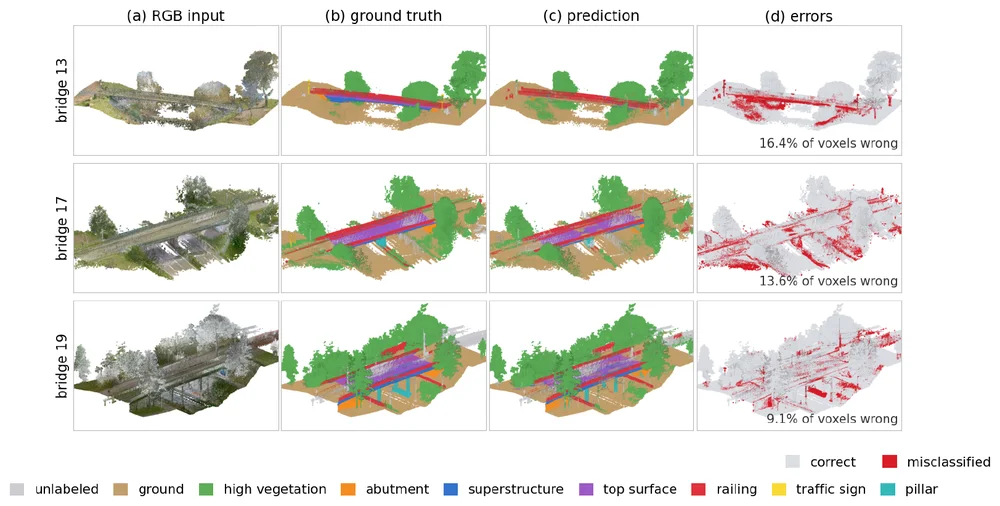 (a) RGB input (b) ground truth (c) prediction (d) errors
bridge 13
16.4% of voxels wrong
bridge 17
13.6% of voxels wrong
bridge 19
9.1% of voxels wrong
correct misclassified
unlabeled ground high vegetation abutment superstructure top surface railing traffic sign pillar